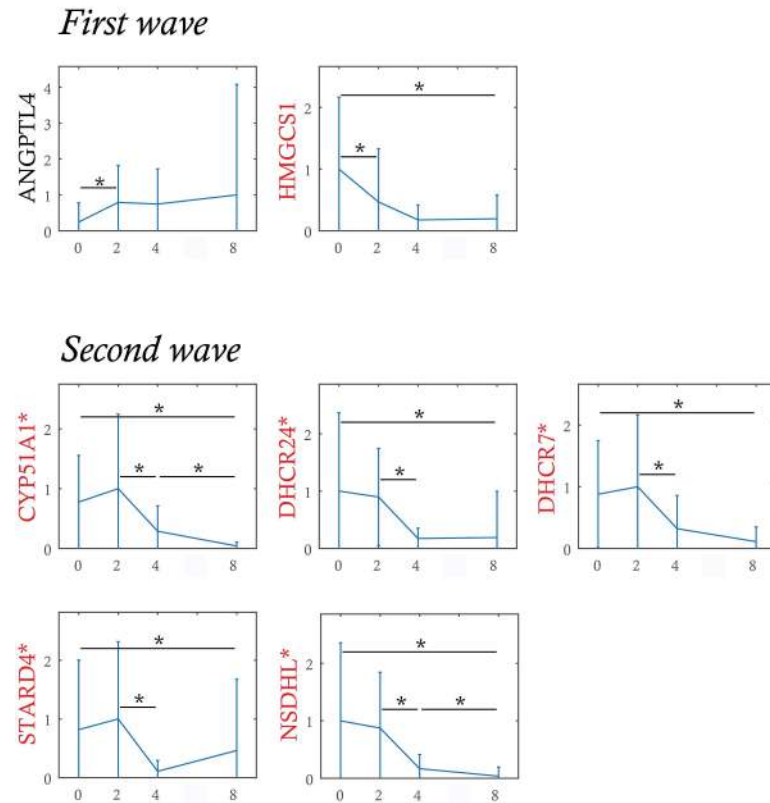 First wave
ANGPTL4
4
3
2
1
0
*
0 2 4 8
HMGCS1
2
1
0
*
*
0 2 4 8
Second wave
CYP51A1*
2
1
0
*
* *
0 2 4 8
DHCR24*
2
1
0
*
*
0 2 4 8
DHCR7*
2
1
0
*
*
0 2 4 8
STARD4*
2
1
0
*
*
0 2 4 8
NSDHL*
2
1
0
*
* *
0 2 4 8